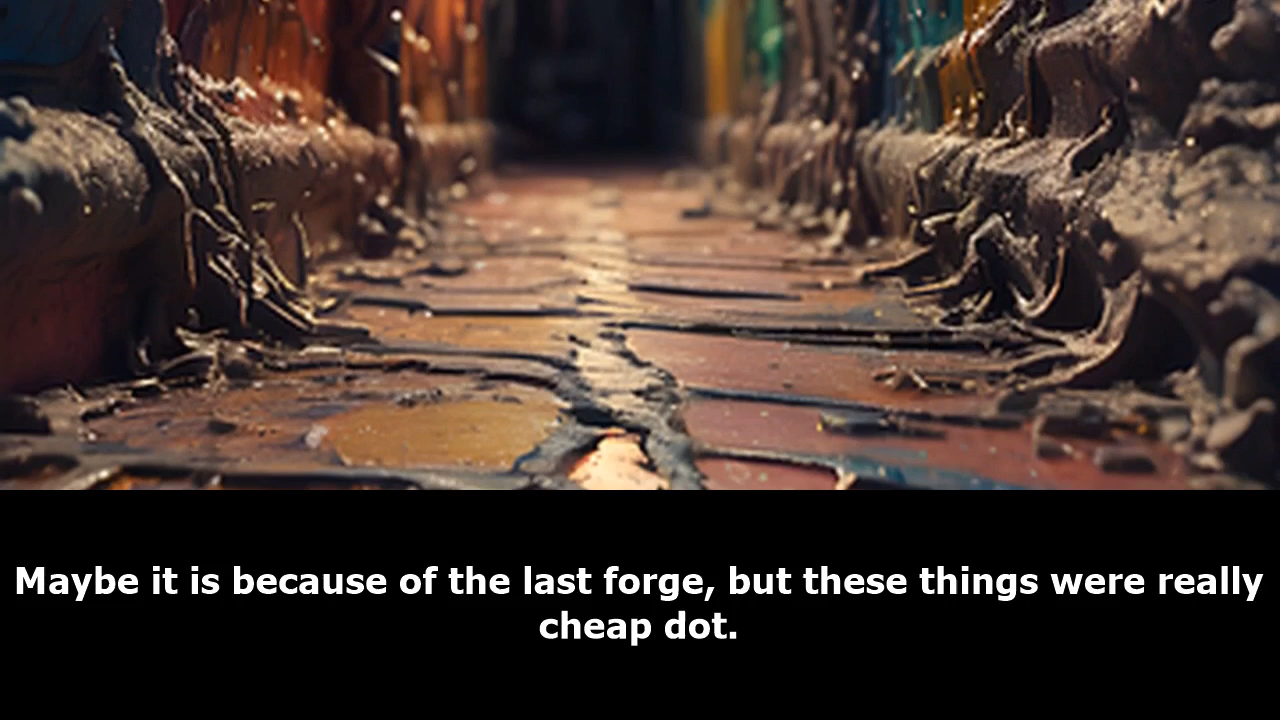 Maybe it is because of the last forge, but these things were really
cheap dot.